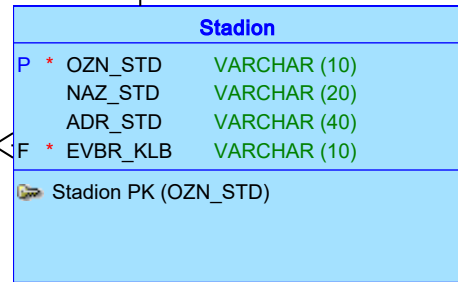 Stadion
P * OZN_STD VARCHAR (10)
NAZ_STD VARCHAR (20)
ADR_STD VARCHAR (40)
F * EVBR_KLB VARCHAR (10)
Stadion PK (OZN_STD)